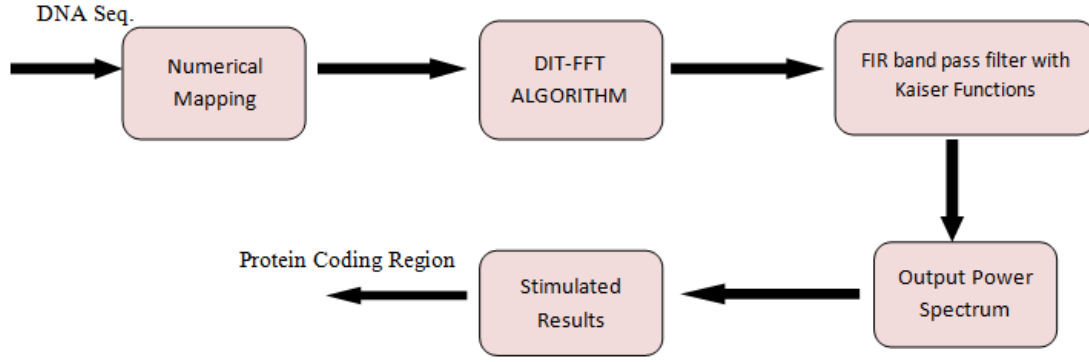 DNA Seq.
Numerical
Mapping
DIT-FFT
ALGORITHM
FIR band pass filter with
Kaiser Functions
Output Power
Spectrum
Stimulated
Results
Protein Coding Region